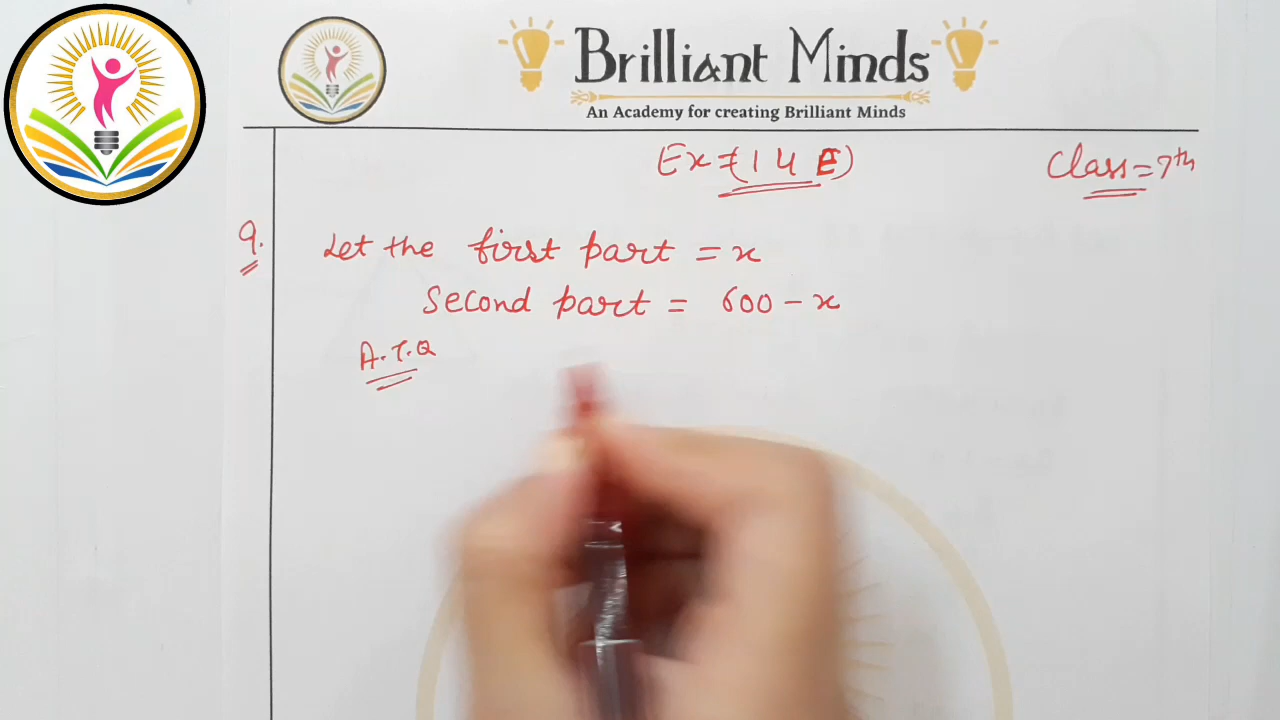 Brilliant Minds
An Academy for creating Brilliant Minds
Ex=(14 E)
Class=7th
9.
Let the first part = x
Second part = 600 - x
A.T.Q